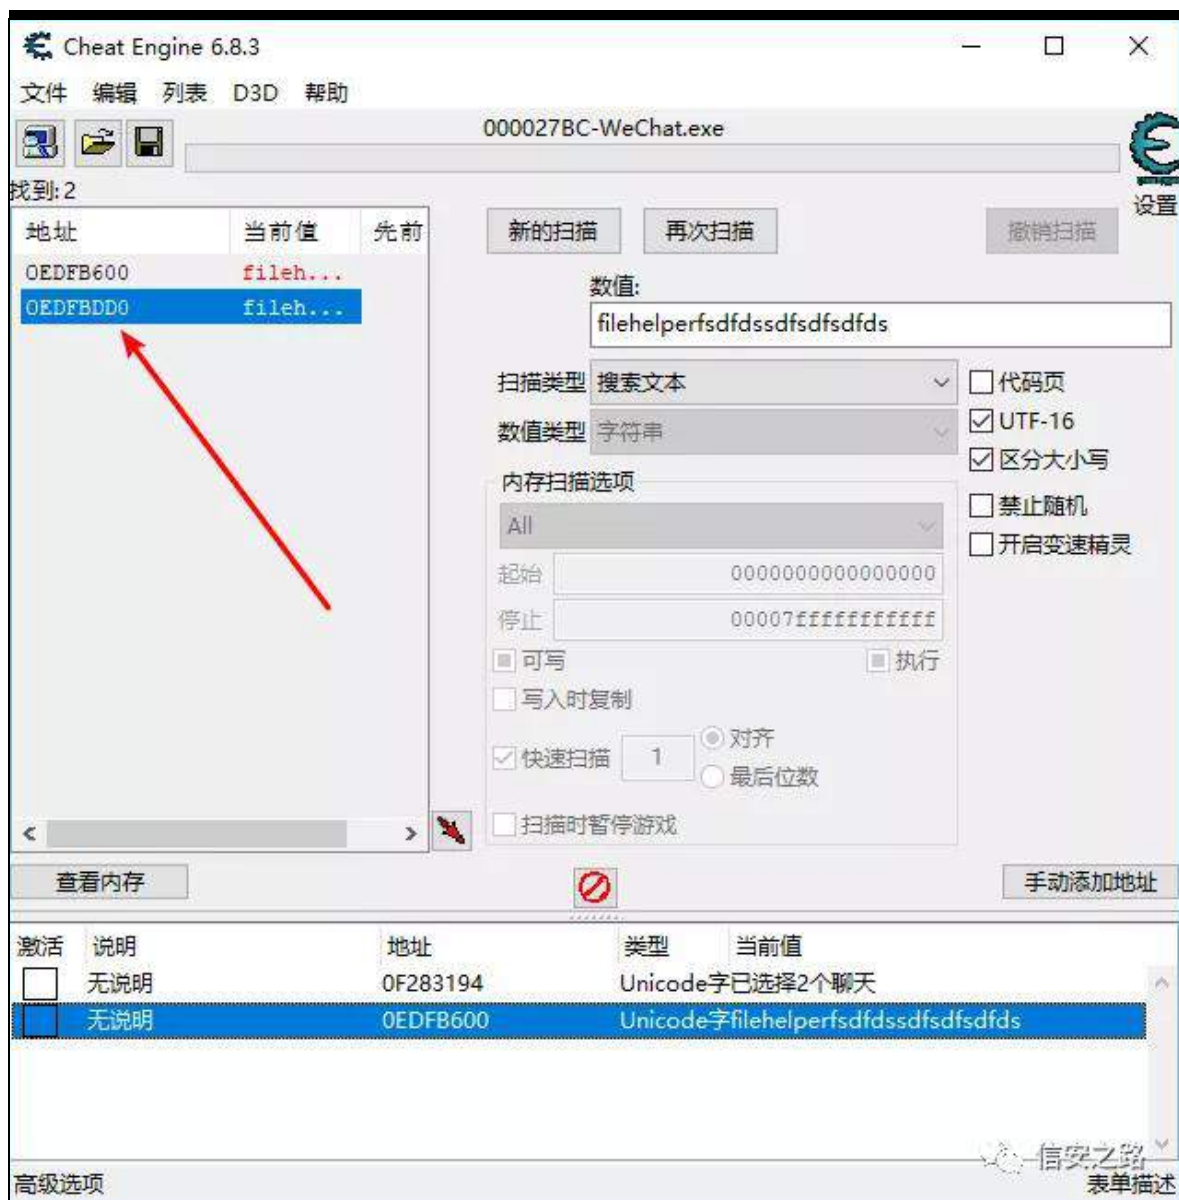 Cheat Engine 6.8.3
文件 编辑 列表 D3D 帮助
000027BC-WeChat.exe
找到: 2
设置
地址 当前值 先前
0EDFB600 fileh...
0EDFBDD0 fileh...
新的扫描 再次扫描 撤销扫描
数值:
filehelperfsdfdssdfsdfsdfds
扫描类型 搜索文本
数值类型 字符串
代码页
UTF-16
区分大小写
禁止随机
开启变速精灵
内存扫描选项
All
起始 0000000000000000
停止 00007fffffffffff
可写 执行
写入时复制
快速扫描 1 对齐
最后位数
扫描时暂停游戏
查看内存 手动添加地址
激活 说明 地址 类型 当前值
无说明 0F283194 Unicode字已选择2个聊天
无说明 0EDFB600 Unicode字filehelperfsdfdssdfsdfsdfds
信安之路
高级选项 表单描述